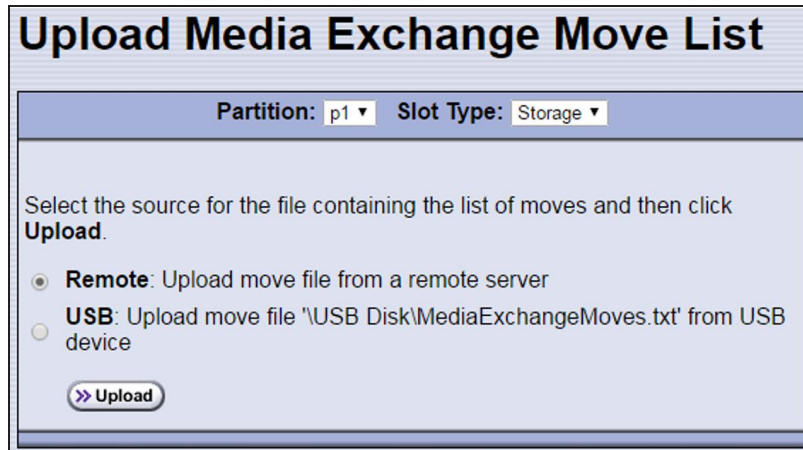 Upload Media Exchange Move List
Partition: p1 Slot Type: Storage
Select the source for the file containing the list of moves and then click
Upload.
Remote: Upload move file from a remote server
USB: Upload move file '\USB Disk\MediaExchangeMoves.txt' from USB
device
Upload